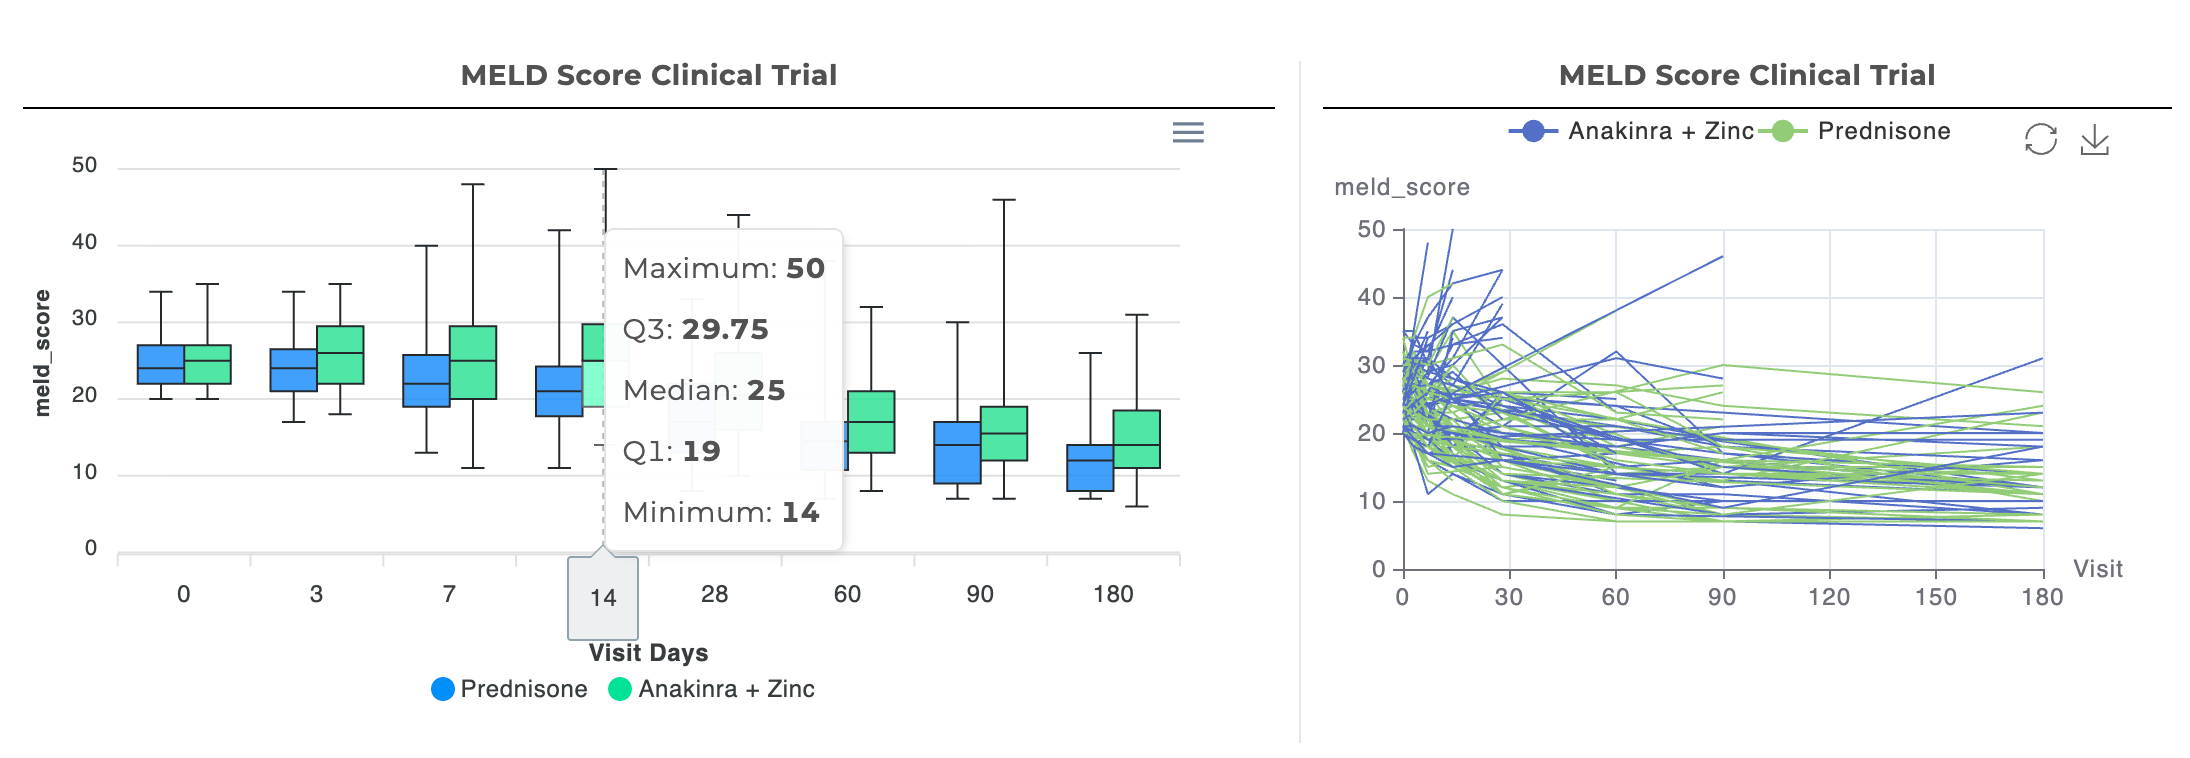 MELD Score Clinical Trial
50
40
30
20
10
0
meld_score
Maximum: 50
Q3: 29.75
Median: 25
Q1: 19
Minimum: 14
0 3 7 14 28 60 90 180
Visit Days
Prednisone Anakinra + Zinc
MELD Score Clinical Trial
Anakinra + Zinc Prednisone
meld_score
50
40
30
20
10
0
Visit
0 30 60 90 120 150 180